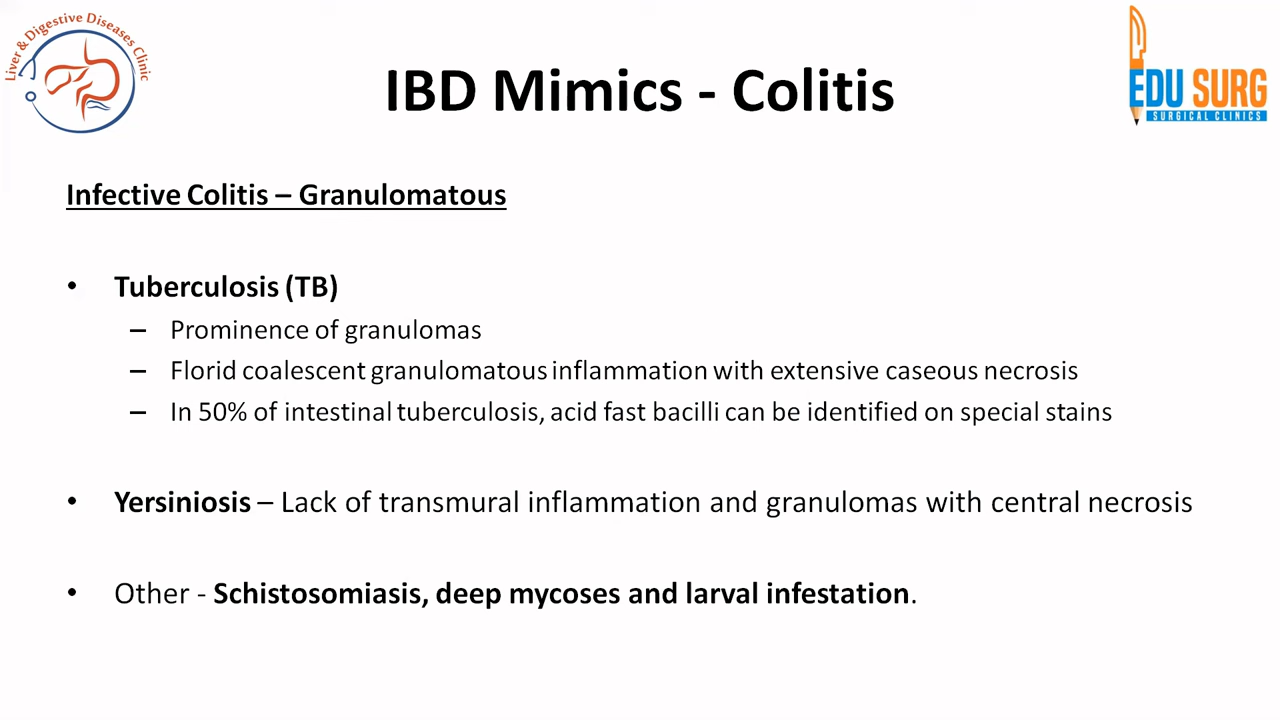 Liver & Digestive Diseases Clinic
EDU SURG
SURGICAL CLINICS
IBD Mimics - Colitis
Infective Colitis – Granulomatous
• Tuberculosis (TB)
– Prominence of granulomas
– Florid coalescent granulomatous inflammation with extensive caseous necrosis
– In 50% of intestinal tuberculosis, acid fast bacilli can be identified on special stains
• Yersiniosis – Lack of transmural inflammation and granulomas with central necrosis
• Other - Schistosomiasis, deep mycoses and larval infestation.